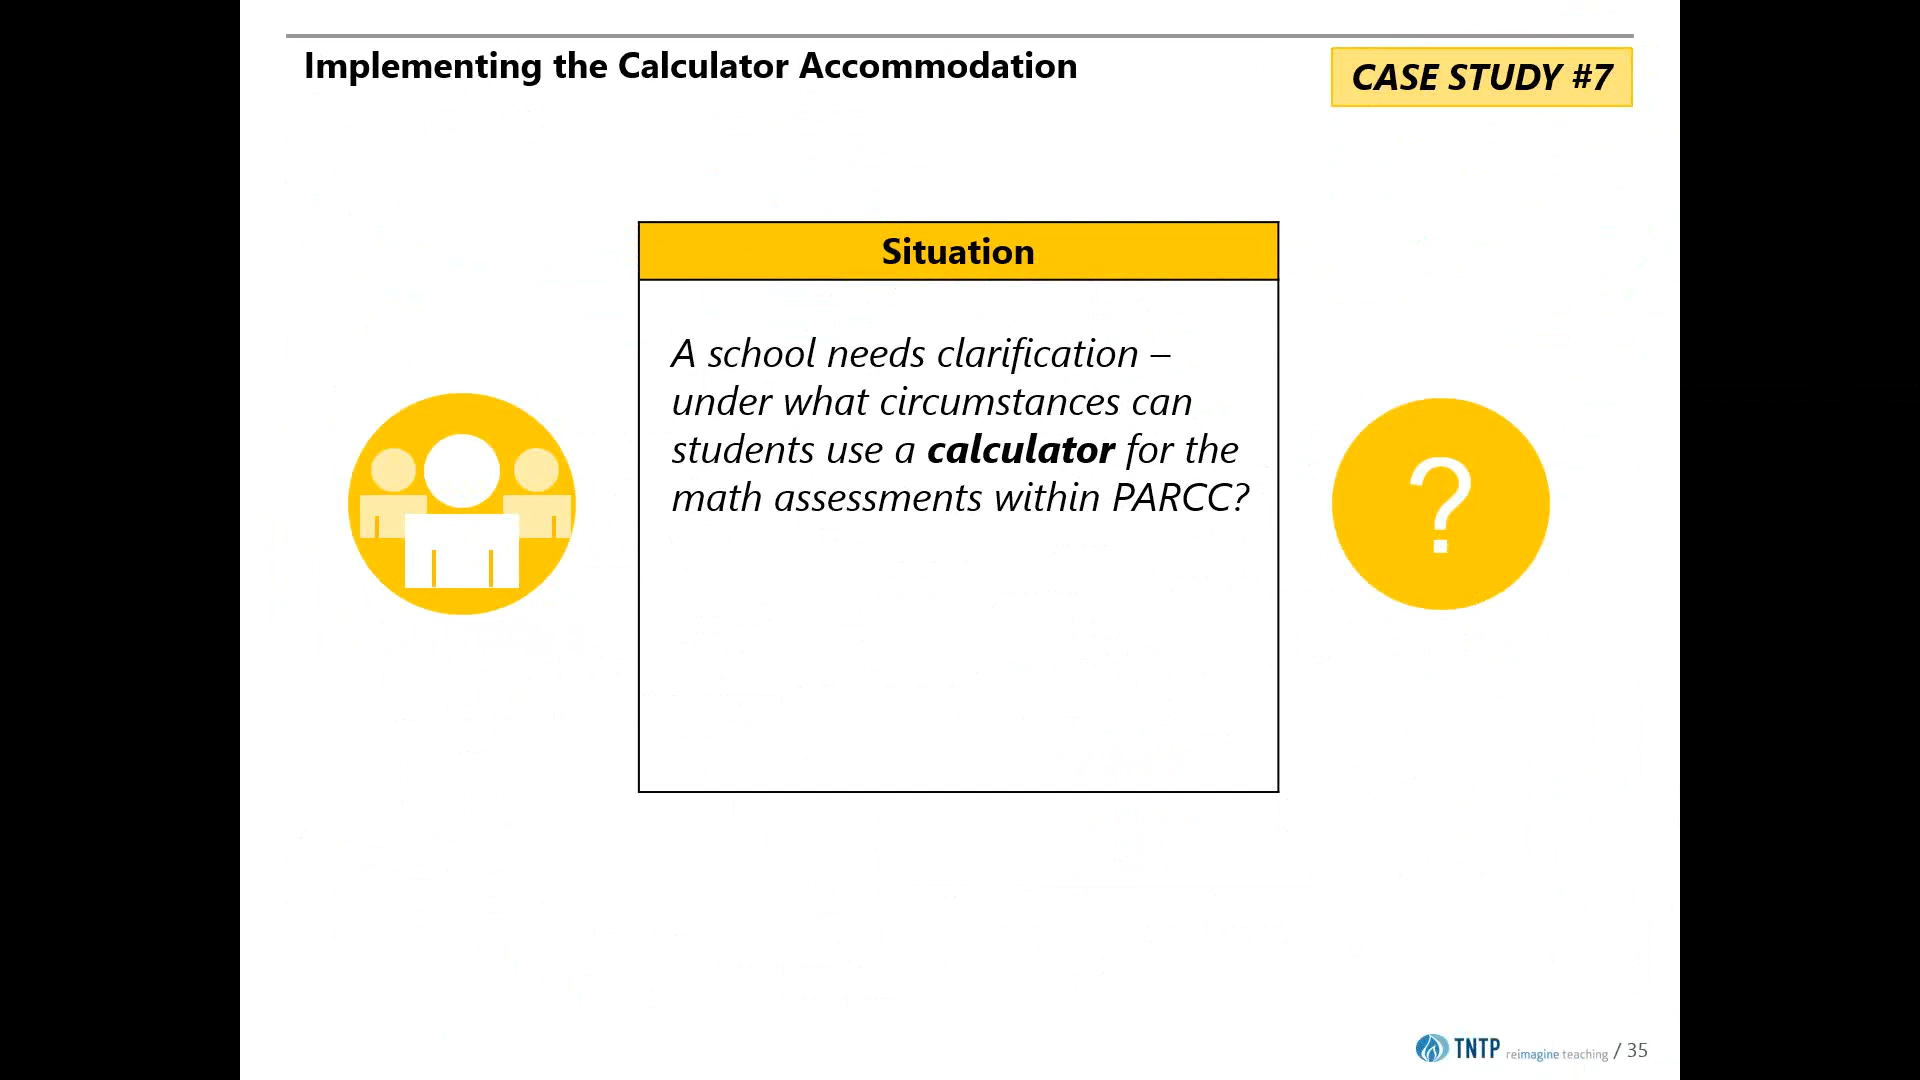 Implementing the Calculator Accommodation
CASE STUDY #7
Situation
A school needs clarification –
under what circumstances can
students use a calculator for the
math assessments within PARCC?
?
TNTP reimagine teaching / 35